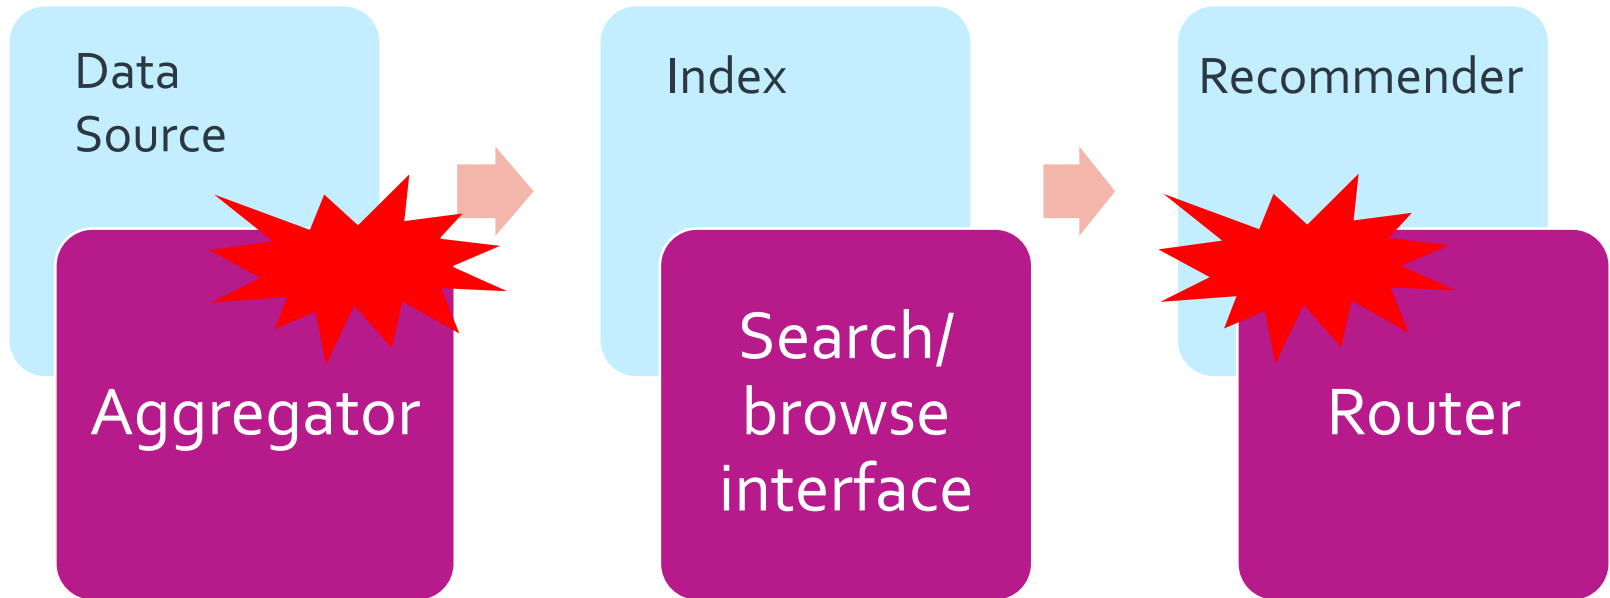 Data
Source
Aggregator
Index
Search/
browse
interface
Recommender
Router